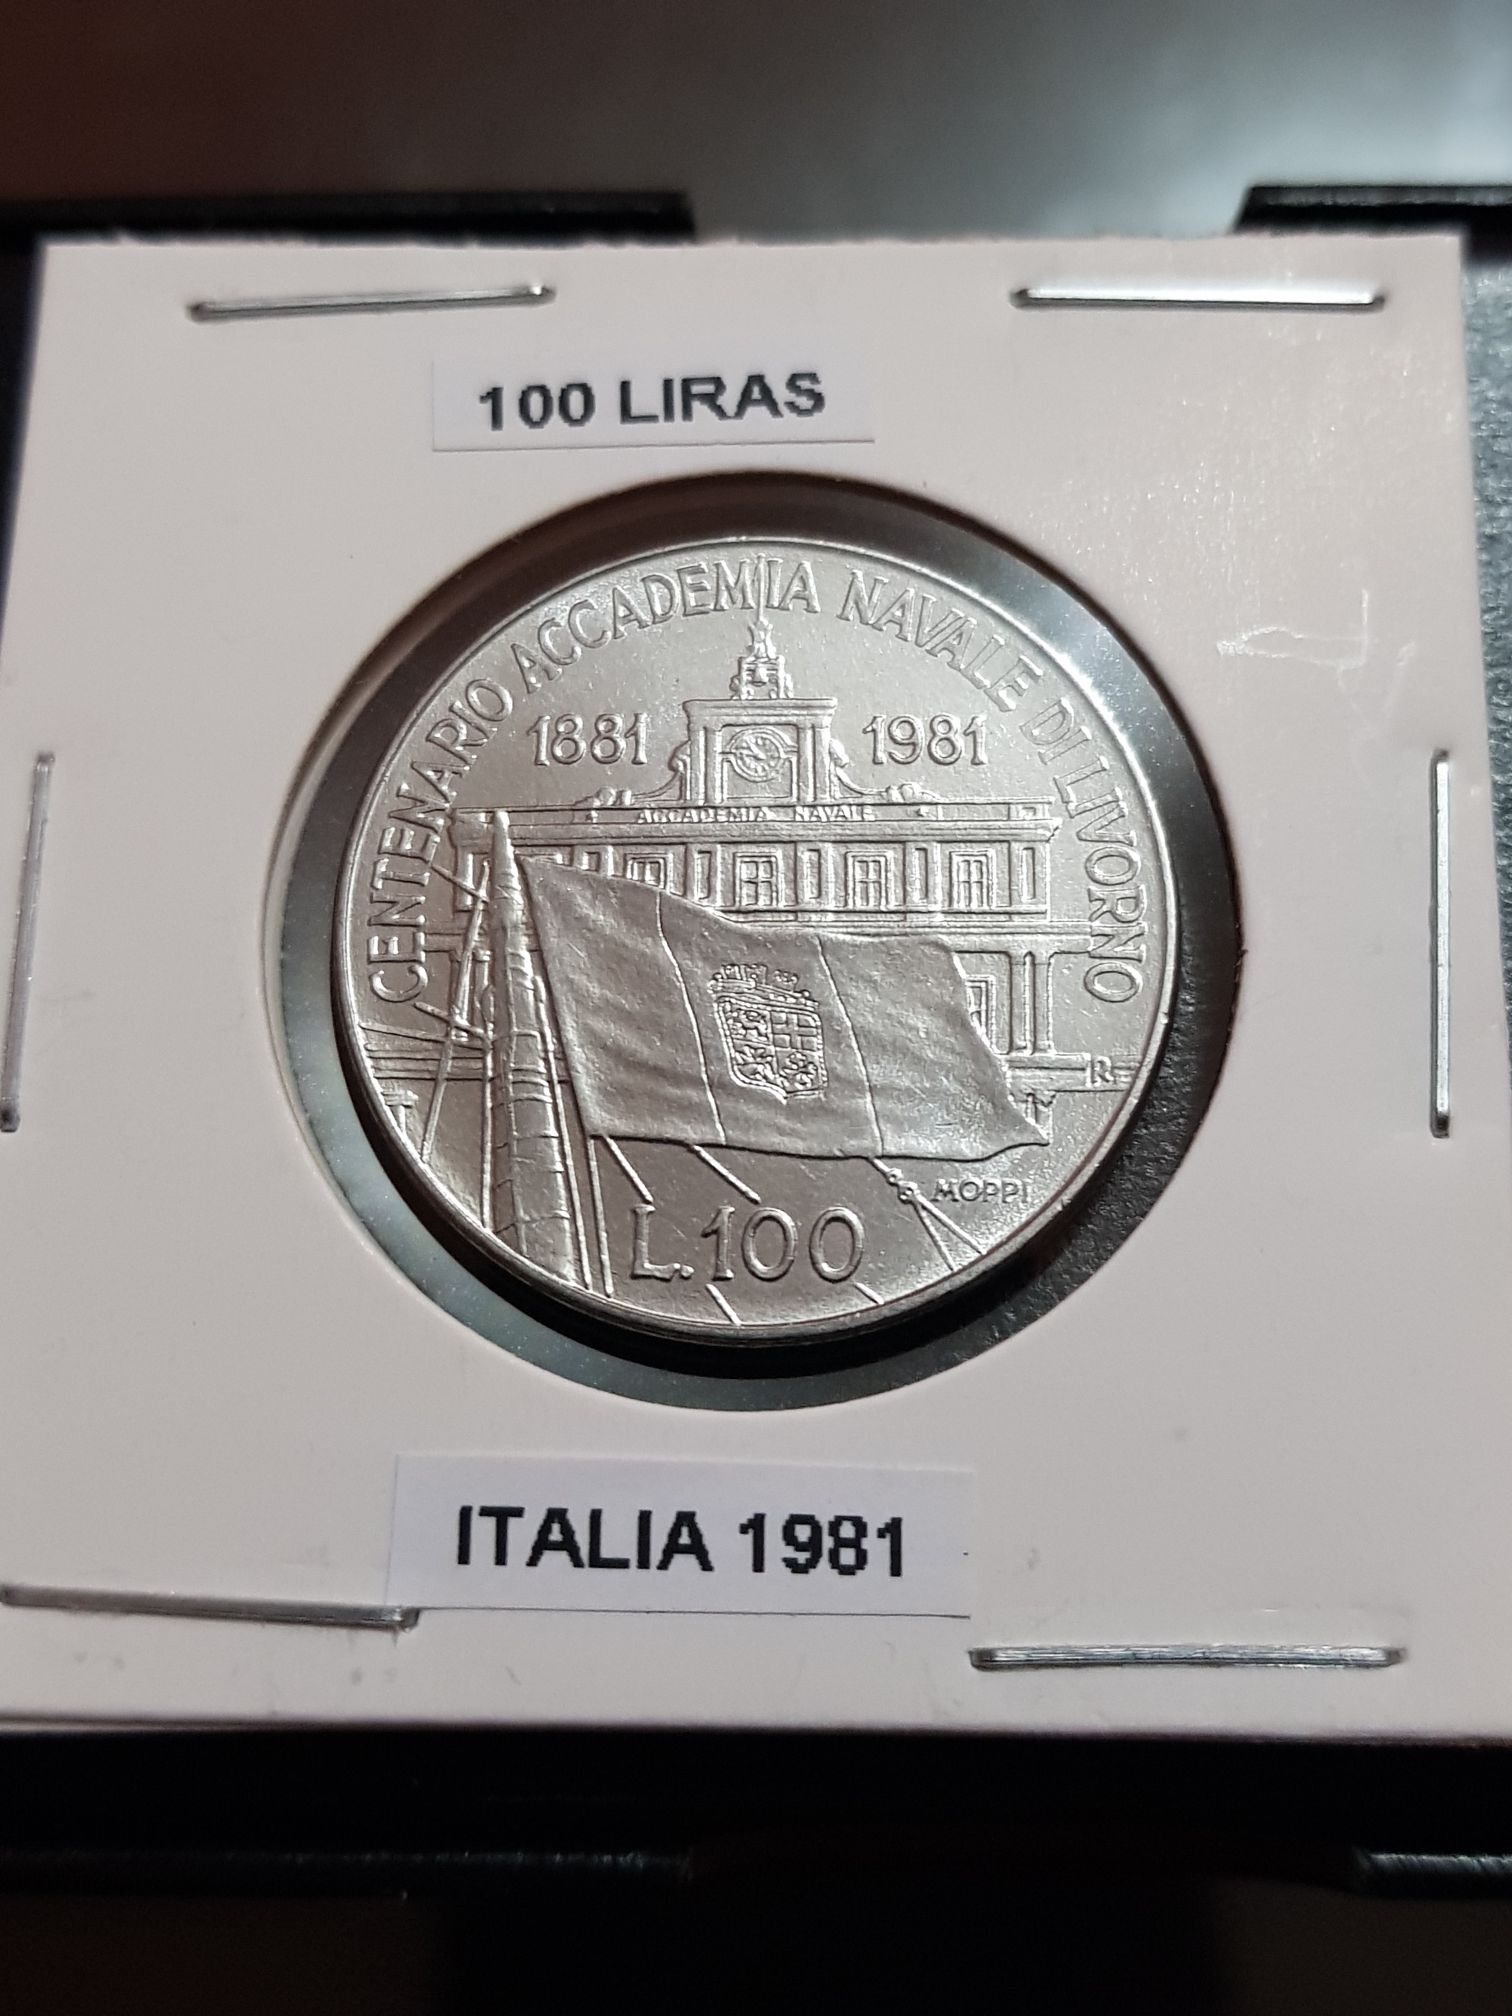 100 LIRAS
CENTENARIO ACCADEMIA NAVALE DI LIVORNO
1881 1981
ACCADEMIA NAVALE
R
MOPPI
L.100
ITALIA 1981